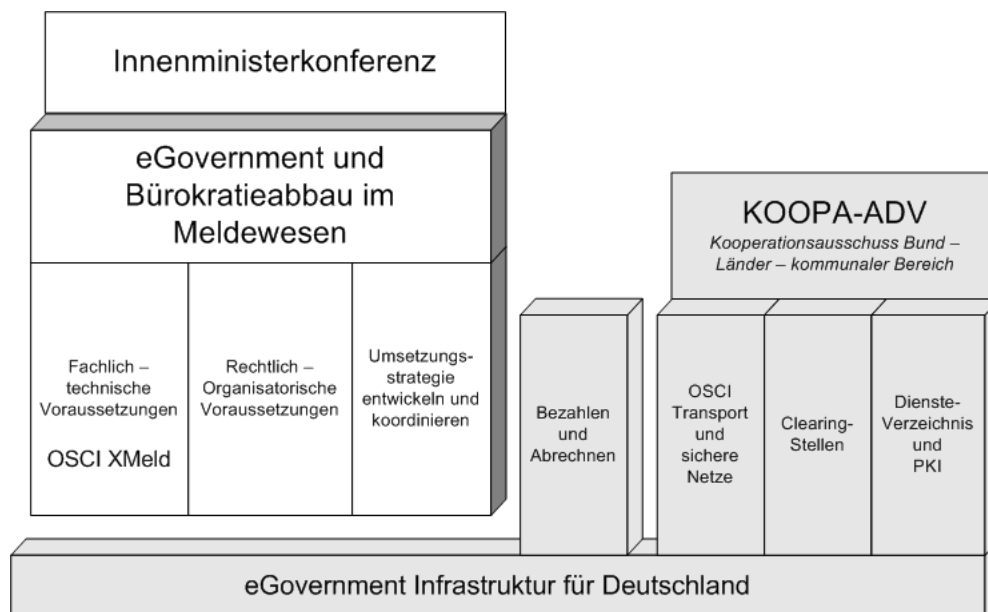 Innenministerkonferenz
eGovernment und
Bürokratieabbau im
Meldewesen
Fachlich –
technische
Voraussetzungen
OSCI XMeld
Rechtlich –
Organisatorische
Voraussetzungen
Umsetzungs-
strategie
entwickeln und
koordinieren
Bezahlen
und
Abrechnen
KOOPA-ADV
Kooperationsausschuss Bund –
Länder – kommunaler Bereich
OSCI
Transport
und
sichere
Netze
Clearing-
Stellen
Dienste-
Verzeichnis
und
PKI
eGovernment Infrastruktur für Deutschland